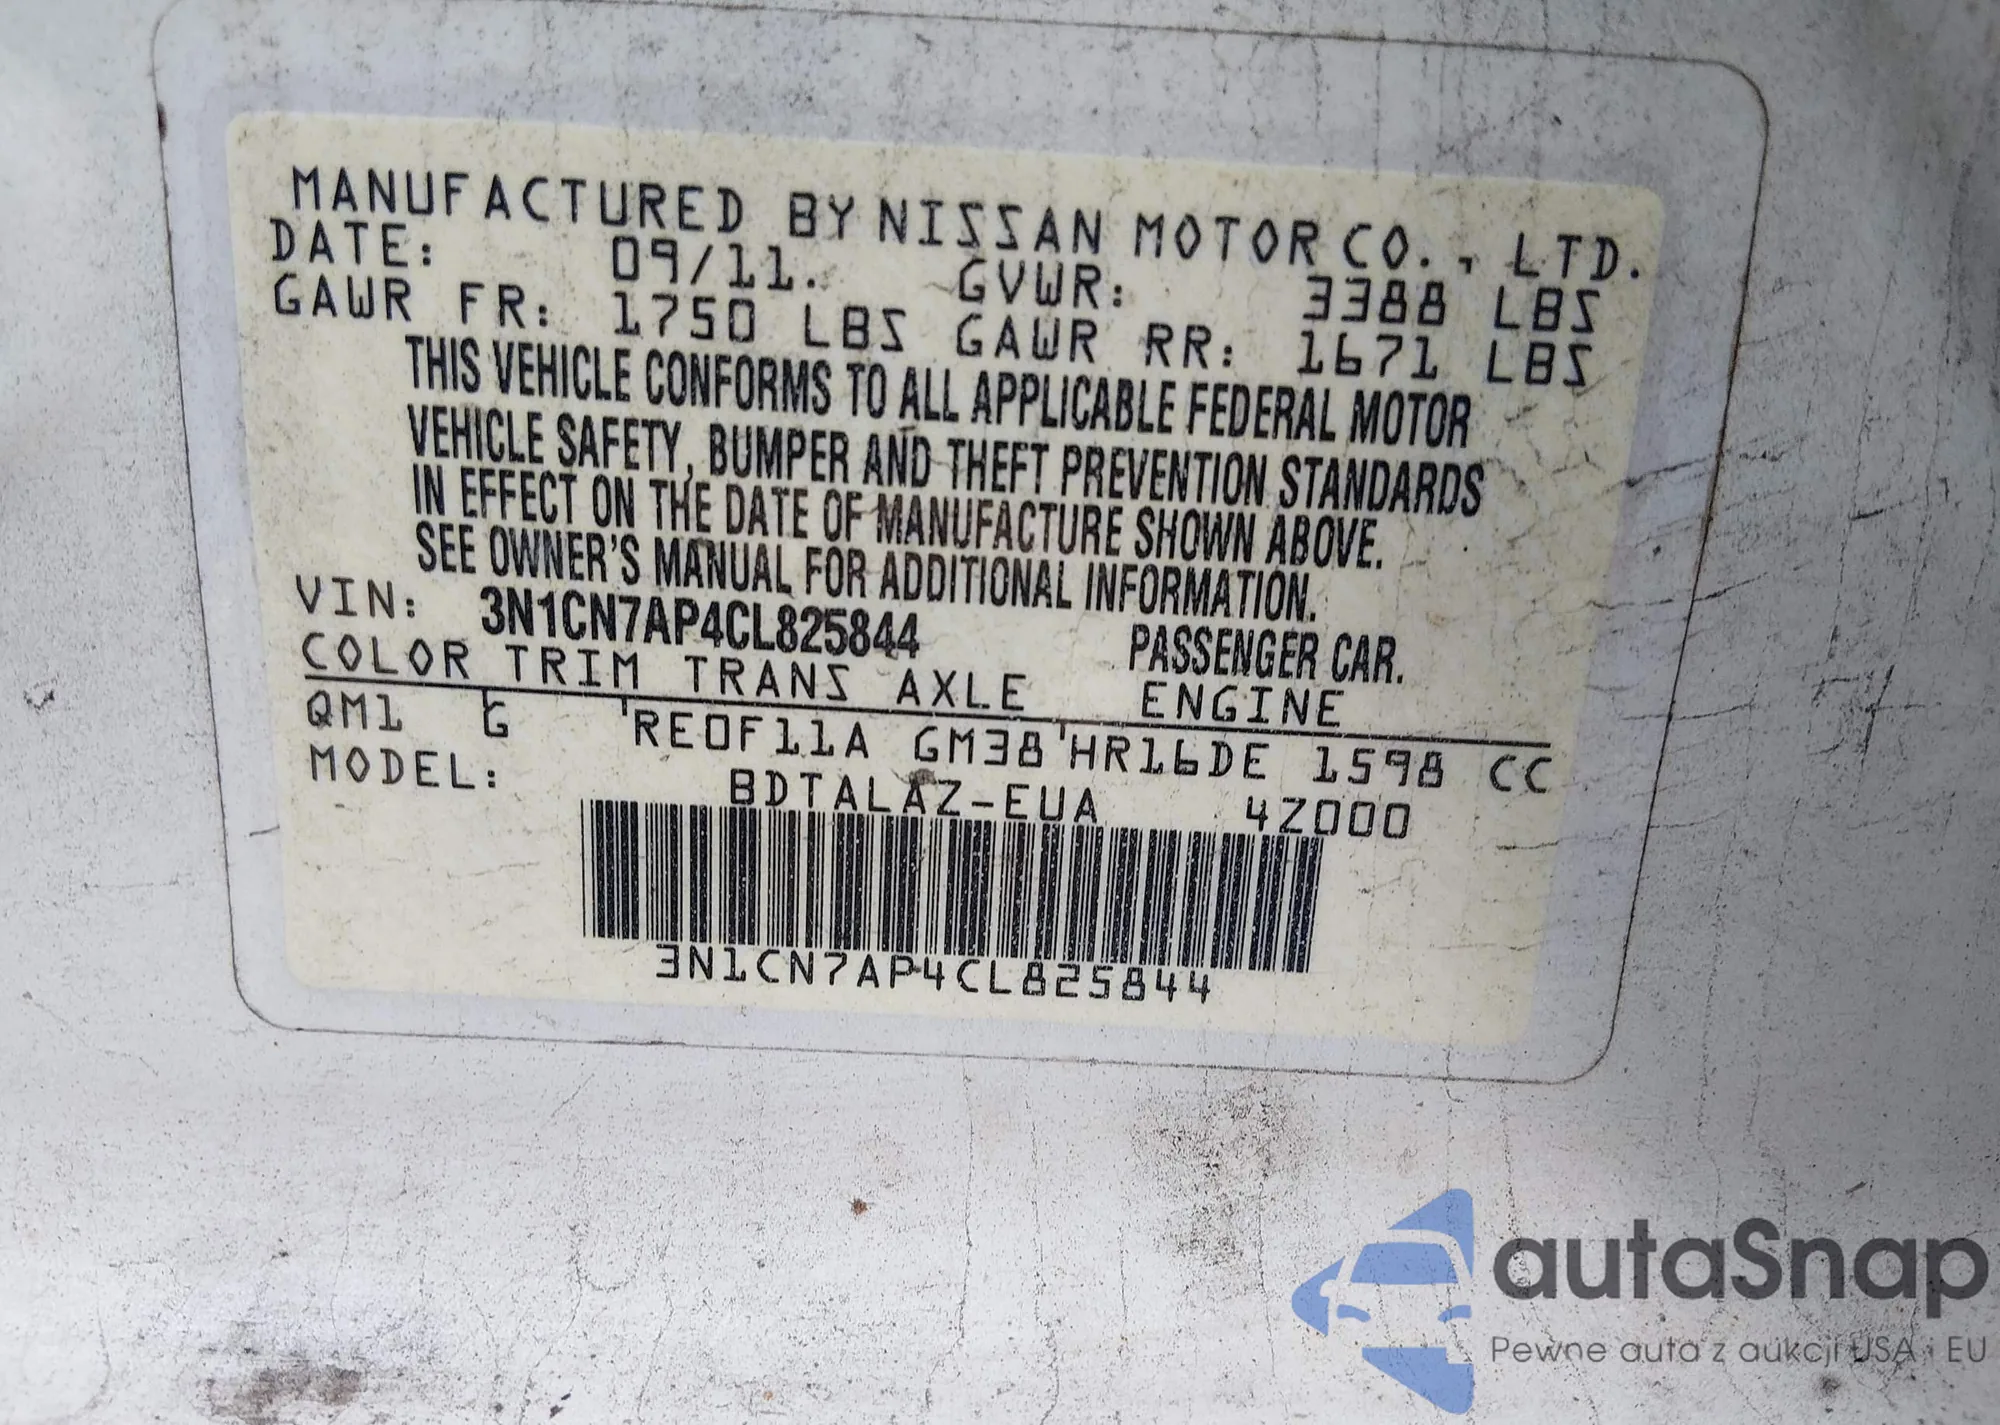 MANUFACTURED BY NISSAN MOTOR CO., LTD.
DATE: 09/11. GVWR: 3388 LBS
GAWR FR: 1750 LBS GAWR RR: 1671 LBS
THIS VEHICLE CONFORMS TO ALL APPLICABLE FEDERAL MOTOR
VEHICLE SAFETY, BUMPER AND THEFT PREVENTION STANDARDS
IN EFFECT ON THE DATE OF MANUFACTURE SHOWN ABOVE.
SEE OWNER'S MANUAL FOR ADDITIONAL INFORMATION.
VIN: 3N1CN7AP4CL825844 PASSENGER CAR.
COLOR TRIM TRANS AXLE ENGINE
QM1 G RE0F11A GM38 HR16DE 1598 CC
MODEL: BDTALAZ-EUA 4Z000
3N1CN7AP4CL825844
autaSnap
Pewne auta z aukcji USA i EU